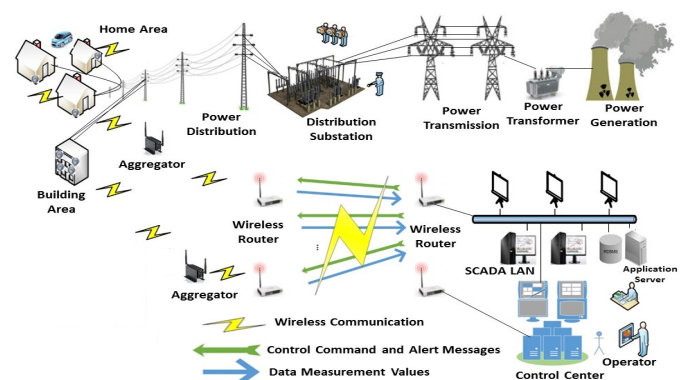 Home Area
Power
Distribution
Distribution
Substation
Power
Transmission
Power
Transformer
Power
Generation
Aggregator
Building
Area
Wireless
Router
Wireless
Router
Aggregator
SCADA LAN
Application
Server
Wireless Communication
Control Command and Alert Messages
Data Measurement Values
Control Center
Operator